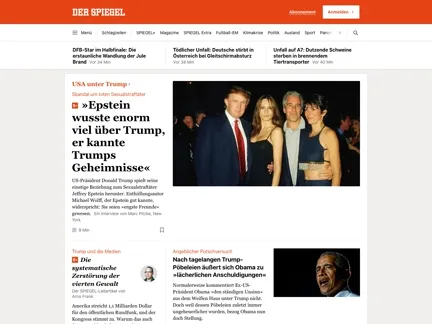 DER SPIEGEL
Abonnement
Anmelden ›
Menü
Schlagzeilen
SPIEGEL+
Magazine
SPIEGEL Extra
Fußball-EM
Klimakrise
Politik
Ausland
Sport
DFB-Star im Halbfinale: Die
erstaunliche Wandlung der Jule
Brand Vor 34 Min
Tödlicher Unfall: Deutsche stirbt in
Österreich bei Gleitschirmabsturz
Vor 38 Min
Unfall auf A7: Dutzende Schweine
sterben in brennendem
Tiertransporter Vor 40 Min
USA unter Trump ›
Skandal um toten Sexualstraftäter
»Epstein
wusste enorm
viel über Trump,
er kannte
Trumps
Geheimnisse«
US-Präsident Donald Trump spielt seine
einstige Beziehung zum Sexualstraftäter
Jeffrey Epstein herunter. Enthüllungsautor
Michael Wolff, der Epstein gut kannte,
widerspricht: Sie seien »engste Freunde«
gewesen. Ein Interview von Marc Pitzke, New
York
9 Min
Trump und die Medien
Die
systematische
Zerstörung der
vierten Gewalt
Der SPIEGEL-Leitartikel von
Arna Frank
Amerika streicht 1,1 Milliarden Dollar
für den öffentlichen Rundfunk, und der
Kongress stimmt zu. Warum das auch
Angeblicher Putschversuch
Nach tagelangen Trump-
Pöbeleien äußert sich Obama zu
»lächerlichen Anschuldigungen«
Normalerweise kommentiert Ex-US-
Präsident Obama »den ständigen Unsinn«
aus dem Weißen Haus unter Trump nicht.
Doch weil dessen Pöbeleien zuletzt immer
ungeheuerlicher wurden, bezog Obama nun
doch Stellung.